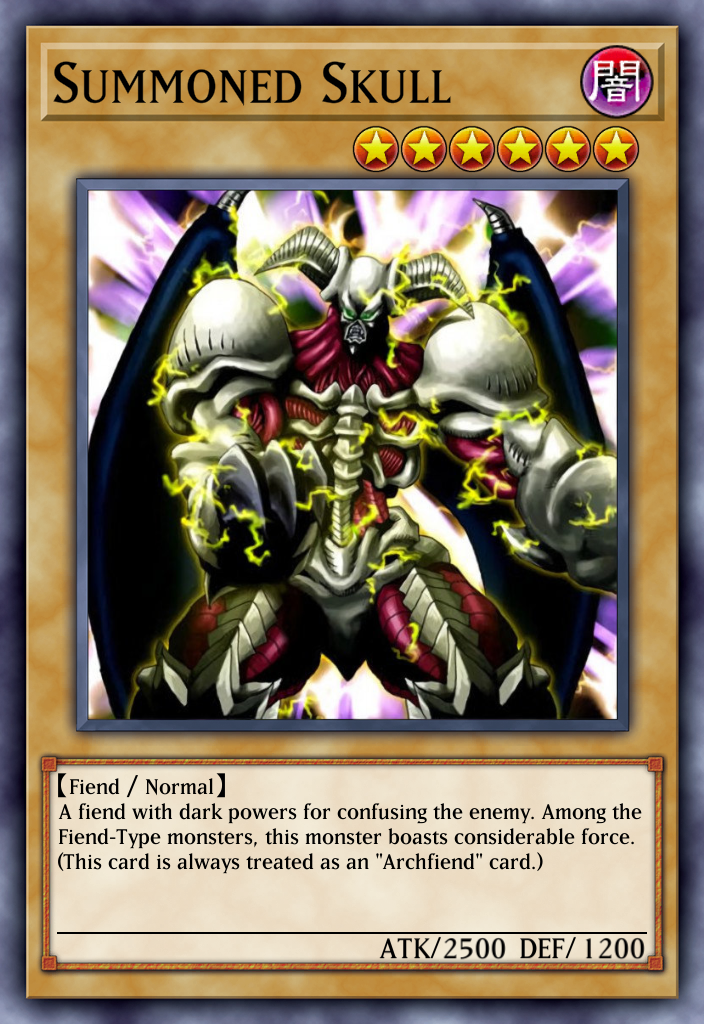 Summoned Skull
闇
【Fiend / Normal】
A fiend with dark powers for confusing the enemy. Among the
Fiend-Type monsters, this monster boasts considerable force.
(This card is always treated as an "Archfiend" card.)
ATK/2500 DEF/1200